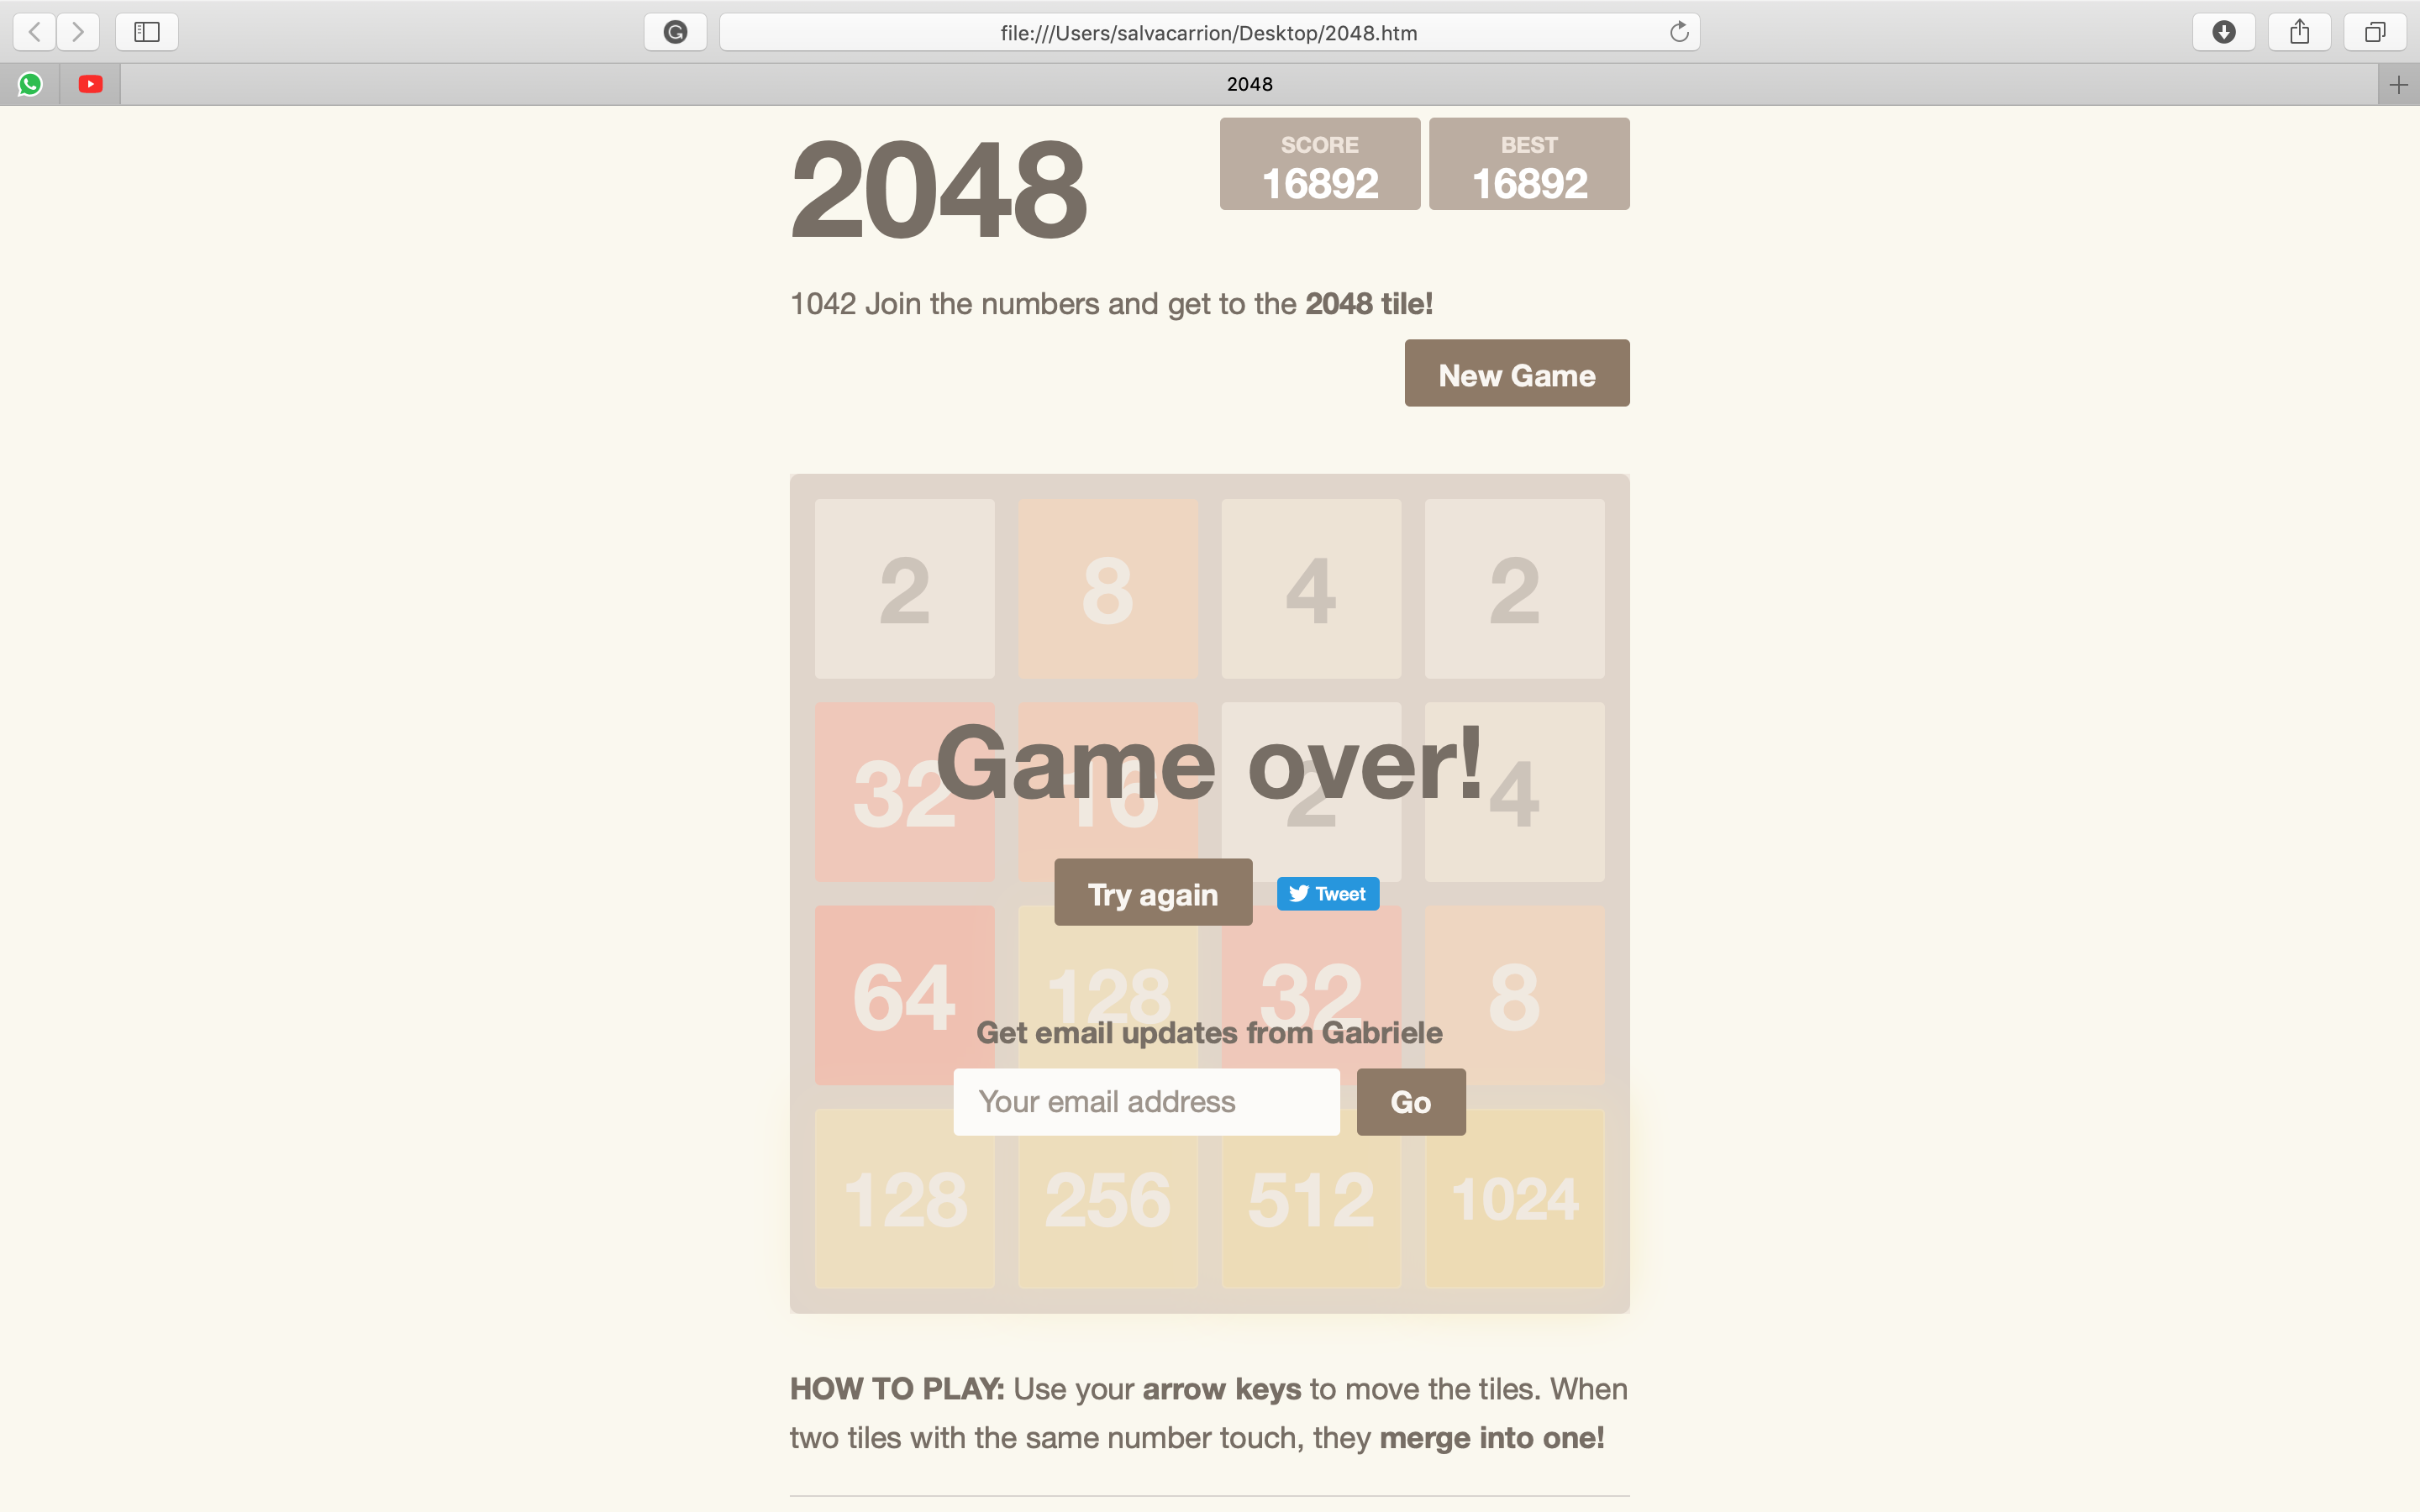 file:///Users/salvacarrion/Desktop/2048.htm
2048
2048
SCORE
16892
BEST
16892
1042 Join the numbers and get to the 2048 tile!
New Game
2 8 4 2
Game over!
32 16 2 4
Try again
Tweet
64 128 32 8
Get email updates from Gabriele
Your email address
Go
128 256 512 1024
HOW TO PLAY: Use your arrow keys to move the tiles. When
two tiles with the same number touch, they merge into one!